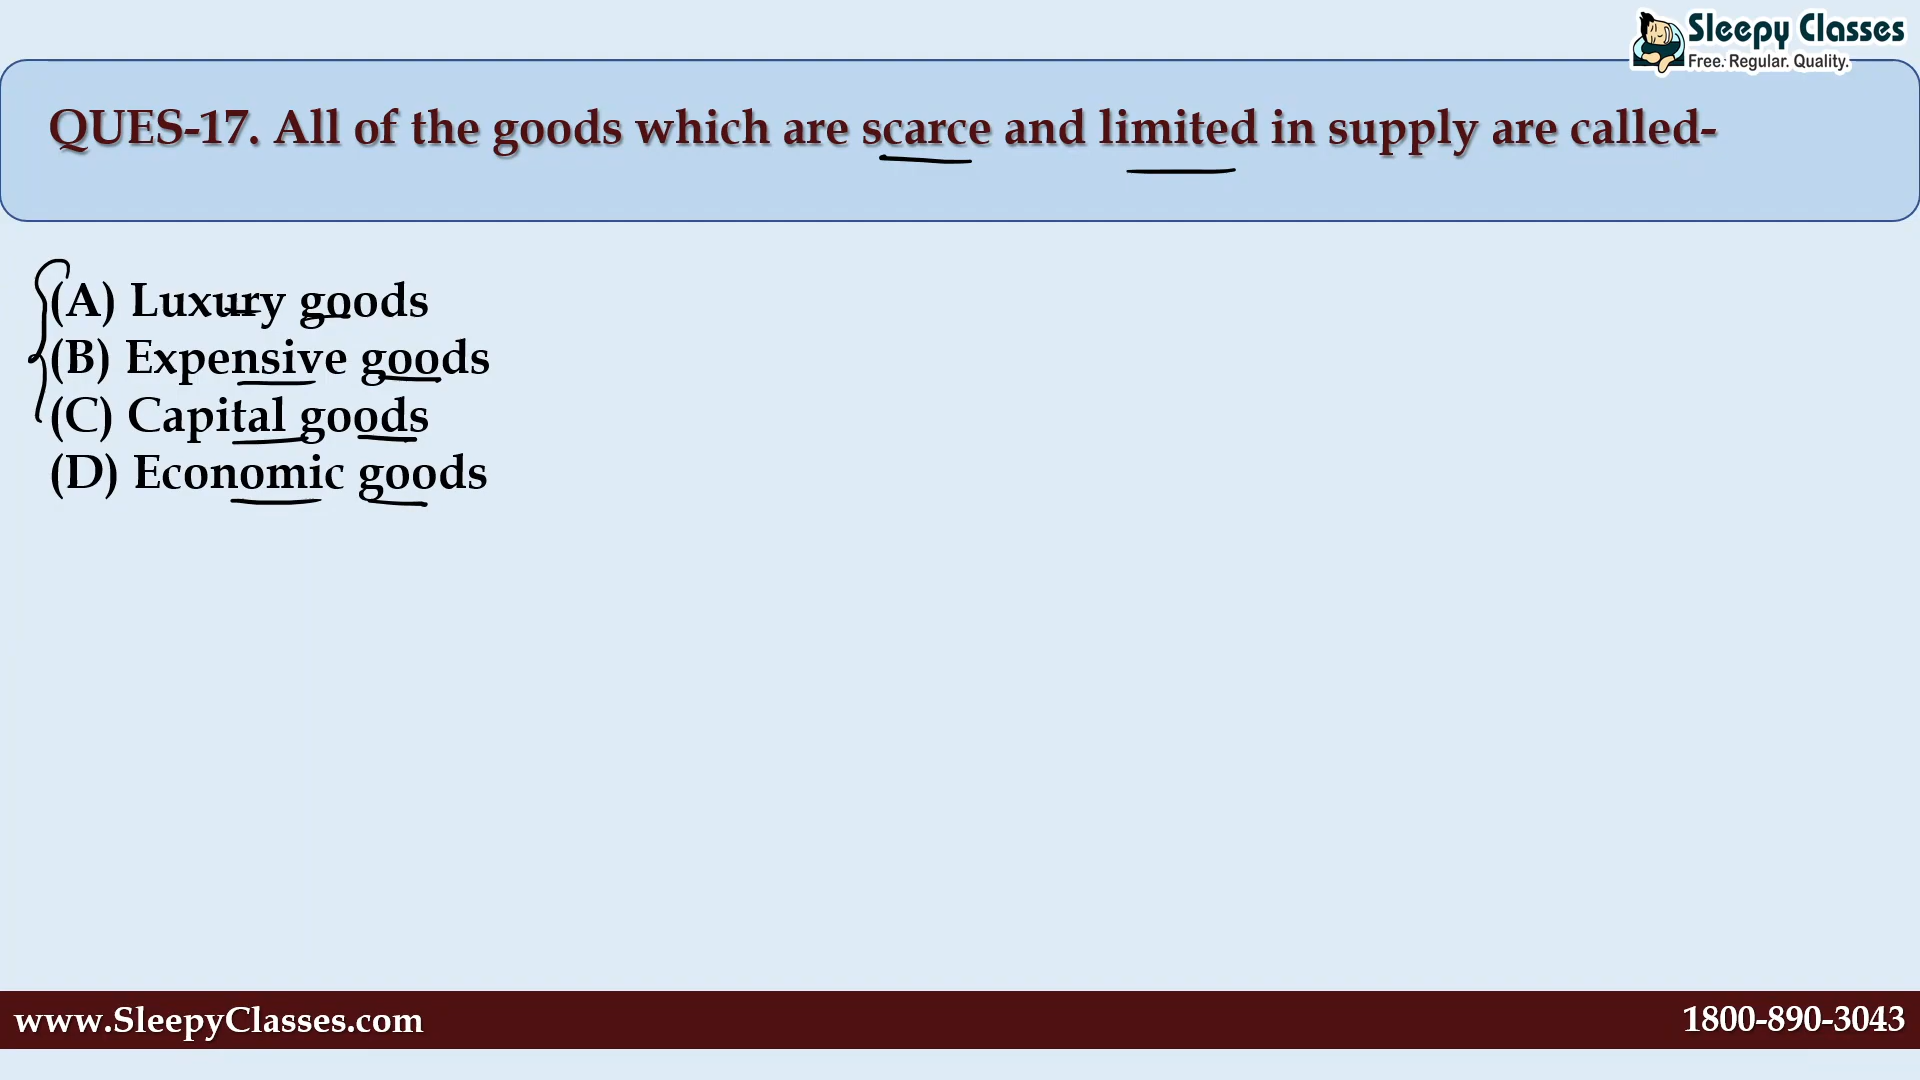 Sleepy Classes
Free. Regular. Quality.
QUES-17. All of the goods which are scarce and limited in supply are called-
(A) Luxury goods
(B) Expensive goods
(C) Capital goods
(D) Economic goods
www.SleepyClasses.com
1800-890-3043